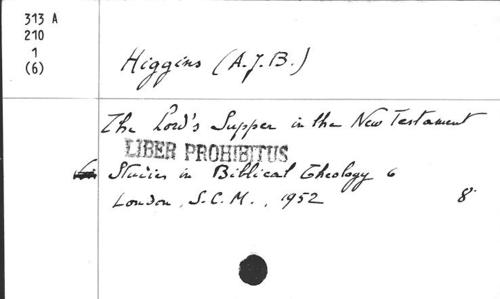 313 A
210
1
(6)
Higgins (A.J.B.)
The Lord's Supper in the New Testament
LIBER PROHIBITUS
Studies in Biblical Theology 6
London, S.C.M., 1952 8°